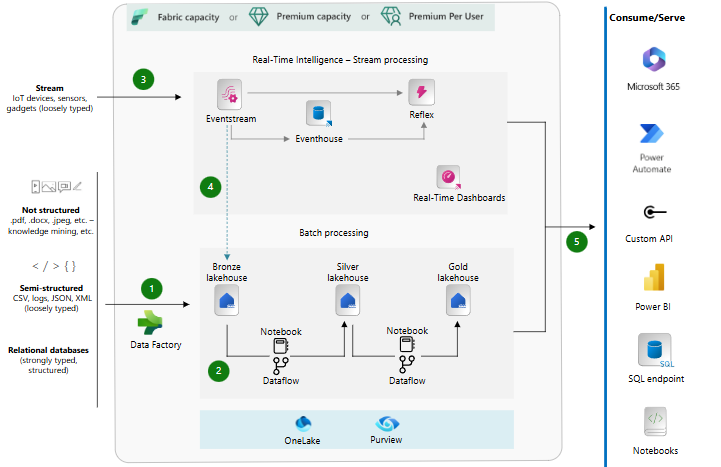 Fabric capacity or Premium capacity or Premium Per User
Consume/Serve
Real-Time Intelligence – Stream processing
3
Stream
IoT devices, sensors,
gadgets (loosely typed)
Eventstream
Eventhouse
Reflex
Real-Time Dashboards
4
Microsoft 365
Power
Automate
Custom API
Power BI
SQL
SQL endpoint
</>
Notebooks
5
Not structured
.pdf, .docx, .jpeg, etc. –
knowledge mining, etc.
< / > { }
Semi-structured
CSV, logs, JSON, XML
(loosely typed)
Relational databases
(strongly typed,
structured)
1
Data Factory
Batch processing
Bronze
lakehouse
Silver
lakehouse
Gold
lakehouse
2
Notebook
Dataflow
Notebook
Dataflow
OneLake
Purview